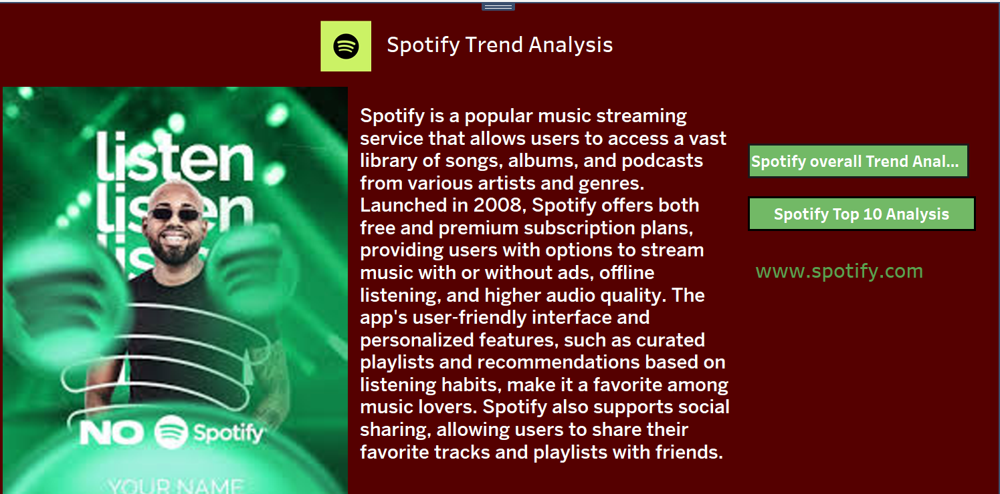 Spotify Trend Analysis
listen
listen
lis
NO Spotify
YOUR NAME
Spotify is a popular music streaming
service that allows users to access a vast
library of songs, albums, and podcasts
from various artists and genres.
Launched in 2008, Spotify offers both
free and premium subscription plans,
providing users with options to stream
music with or without ads, offline
listening, and higher audio quality. The
app's user-friendly interface and
personalized features, such as curated
playlists and recommendations based on
listening habits, make it a favorite among
music lovers. Spotify also supports social
sharing, allowing users to share their
favorite tracks and playlists with friends.
Spotify overall Trend Anal...
Spotify Top 10 Analysis
www.spotify.com